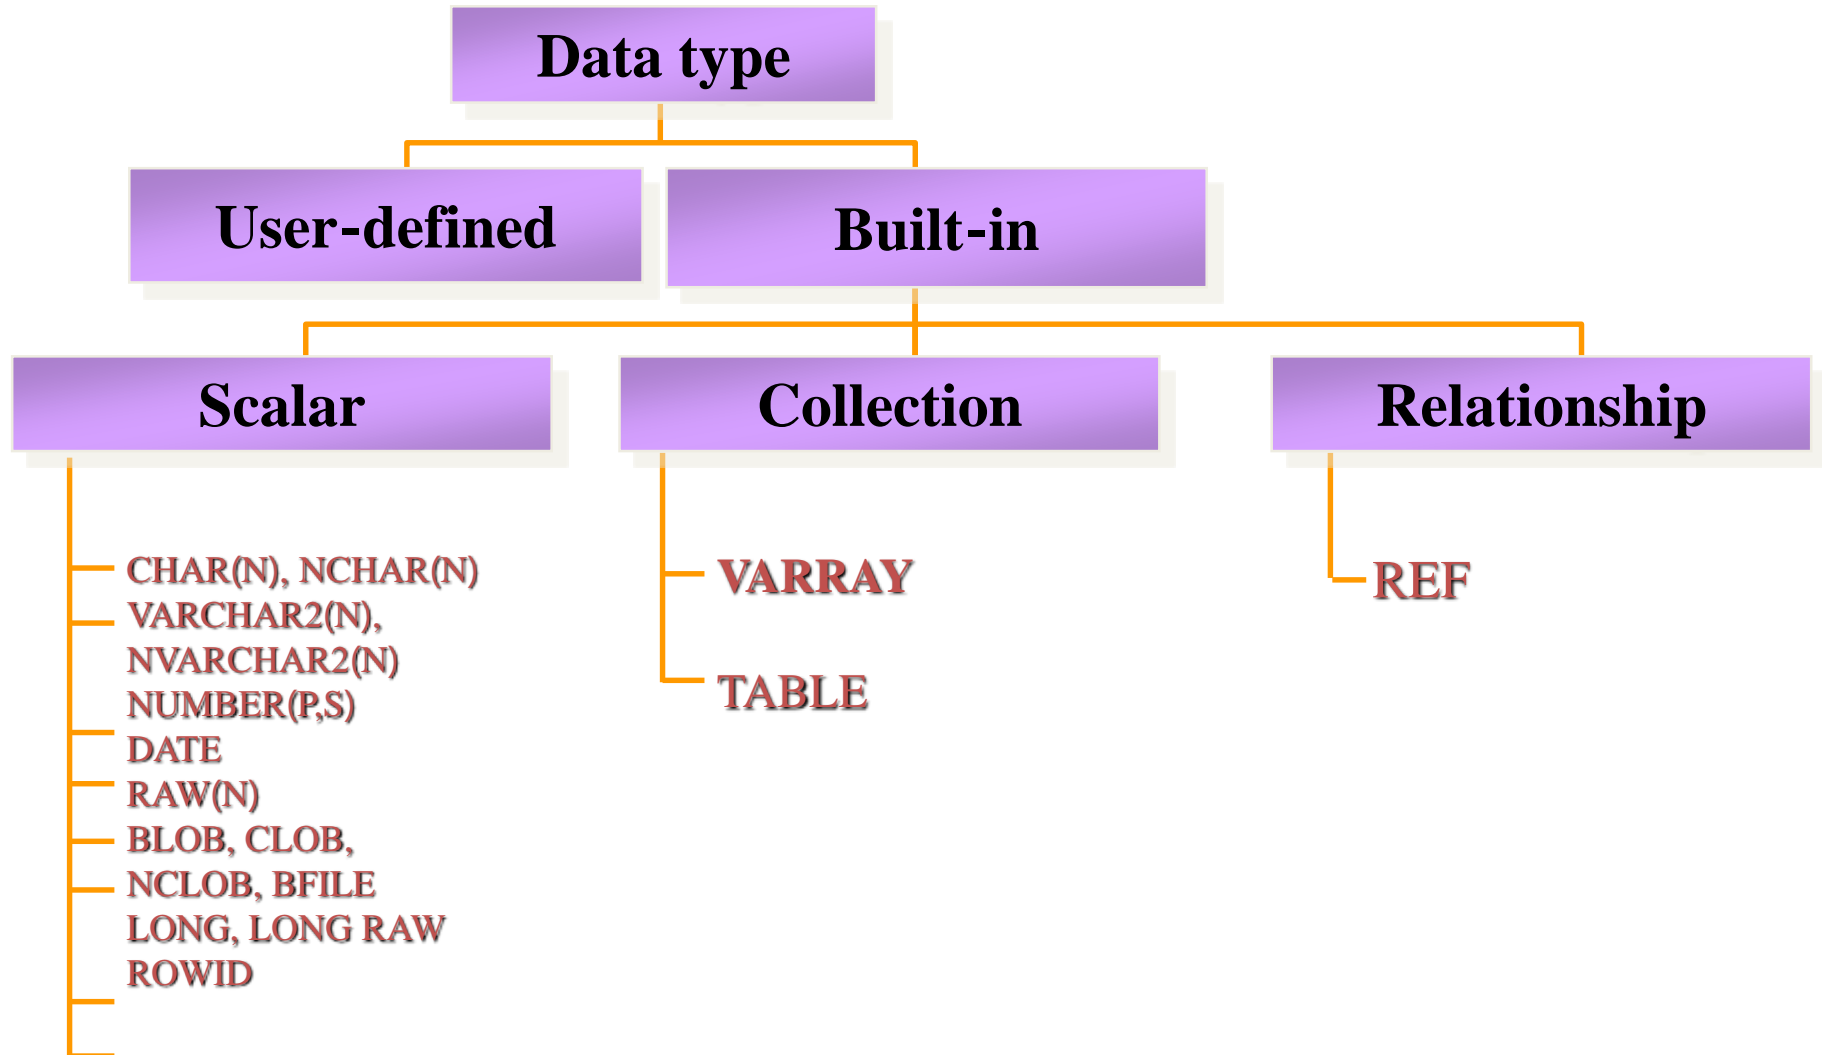 Data type
User-defined
Built-in
Scalar
Collection
Relationship
CHAR(N), NCHAR(N)
VARCHAR2(N),
NVARCHAR2(N)
NUMBER(P,S)
DATE
RAW(N)
BLOB, CLOB,
NCLOB, BFILE
LONG, LONG RAW
ROWID
VARRAY
TABLE
REF